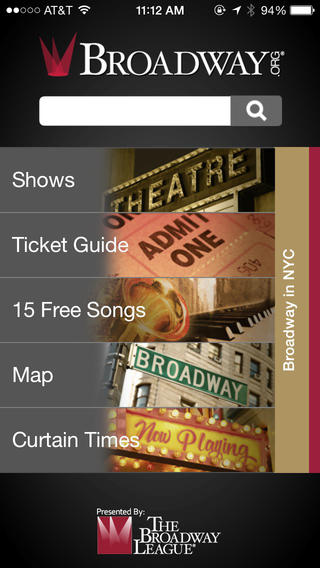 AT&T 11:12 AM 94%
BROADWAY.ORG®
Shows
THEATRE
Ticket Guide
ADMIT
ONE
15 Free Songs
Map
BROADWAY
Curtain Times
Now Playing
Broadway in NYC
Presented By:
THE
BROADWAY
LEAGUE®